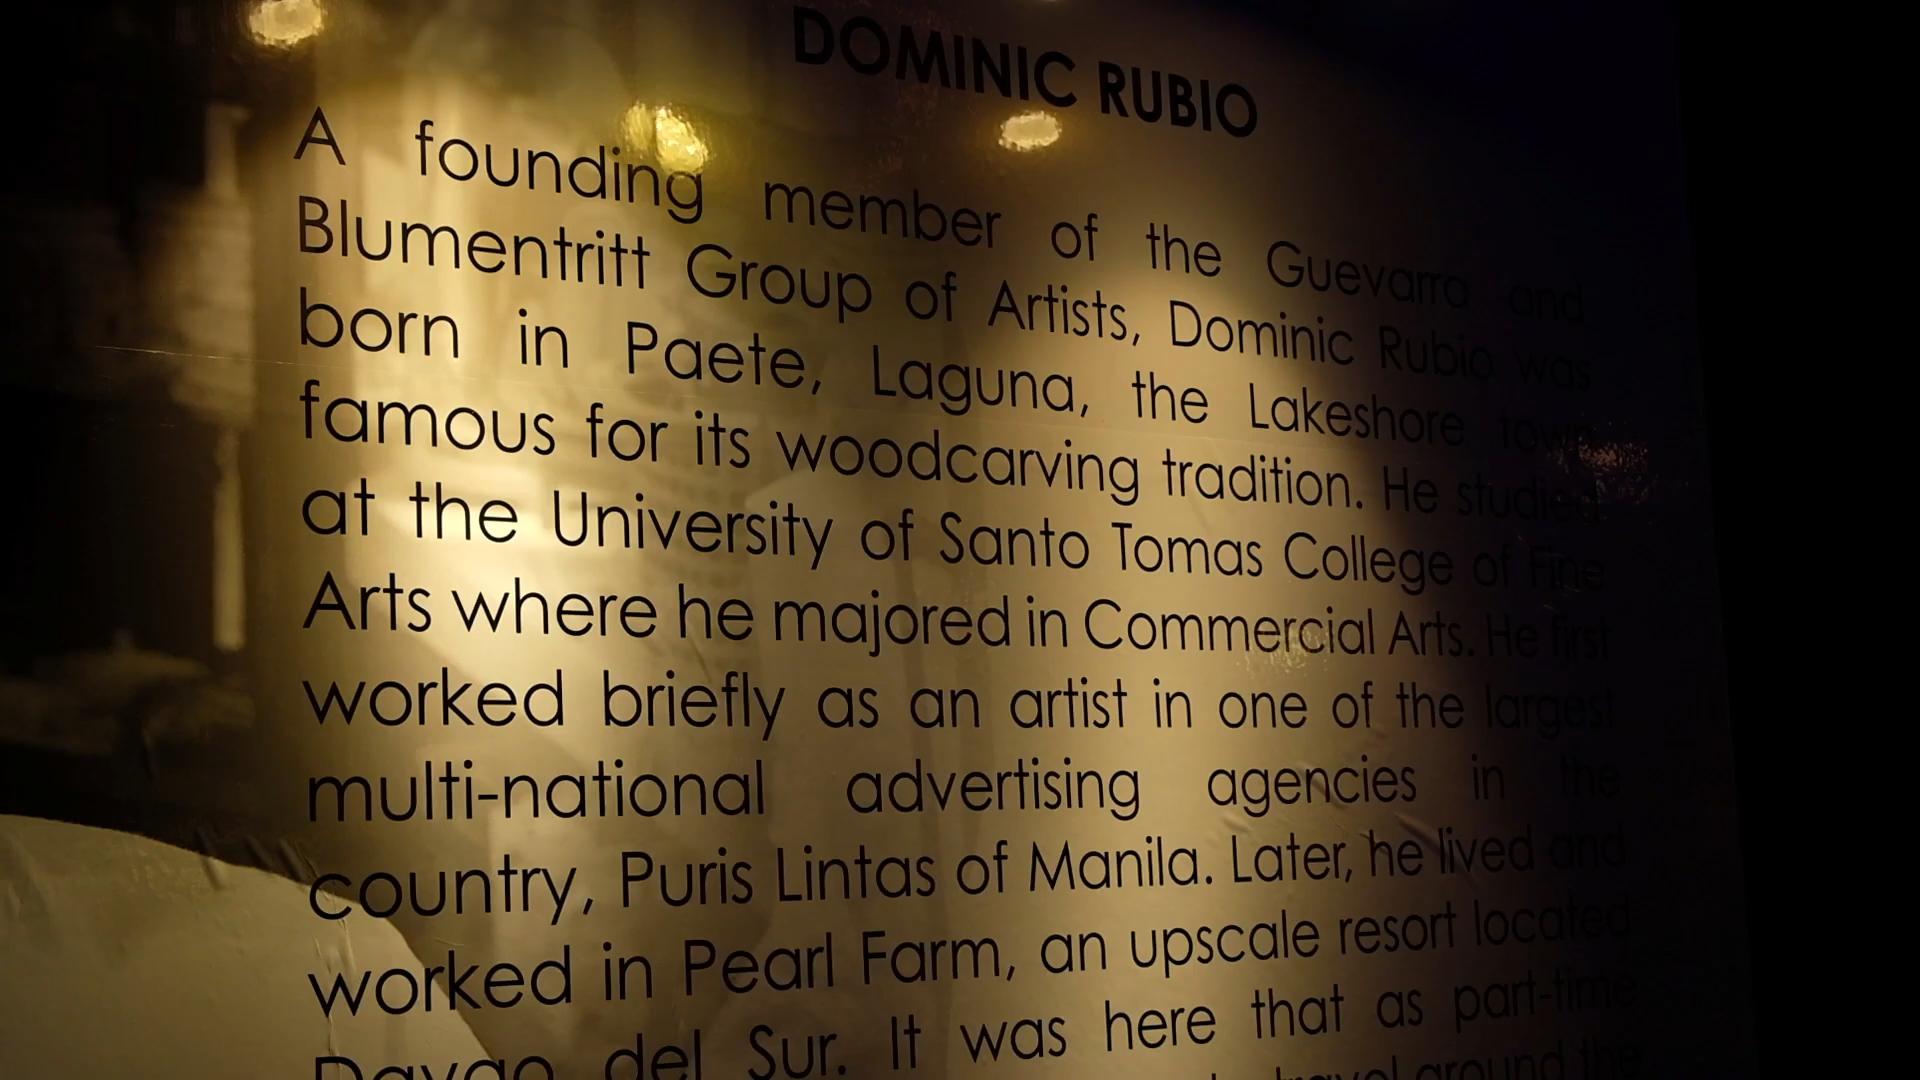 DOMINIC RUBIO
A founding member of the Guevarra and
Blumentritt Group of Artists, Dominic Rubio was
born in Paete, Laguna, the Lakeshore town
famous for its woodcarving tradition. He studied
at the University of Santo Tomas College of Fine
Arts where he majored in Commercial Arts. He first
worked briefly as an artist in one of the largest
multi-national advertising agencies in the
country, Puris Lintas of Manila. Later, he lived and
worked in Pearl Farm, an upscale resort located
Davao del Sur. It was here that as part-time
travel around the